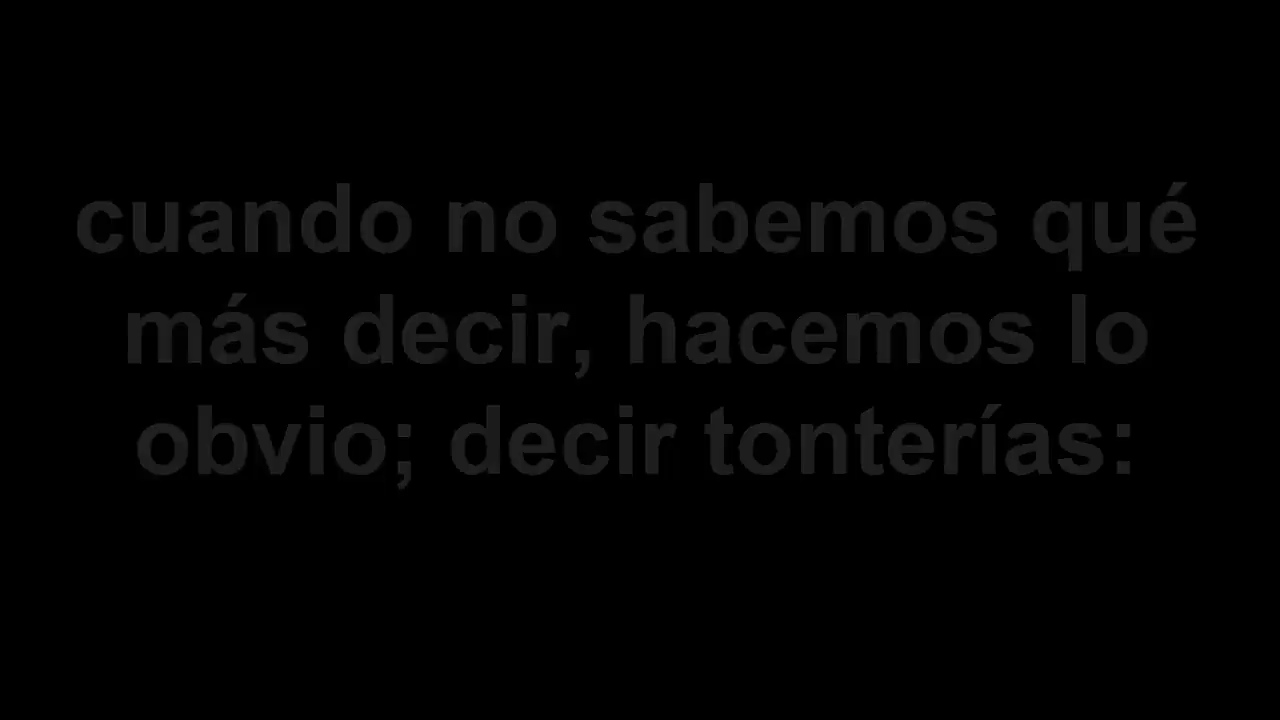 cuando no sabemos qué
más decir, hacemos lo
obvio; decir tonterías: